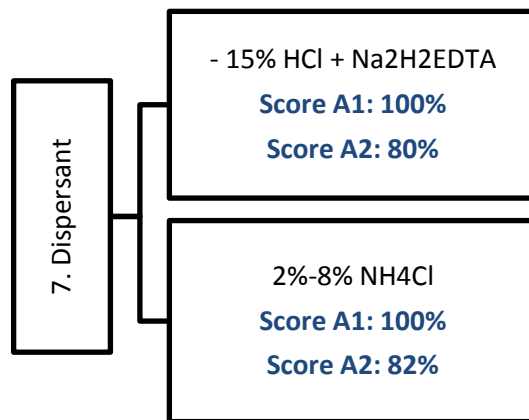 7. Dispersant
- 15% HCl + Na2H2EDTA
Score A1: 100%
Score A2: 80%
2%-8% NH4Cl
Score A1: 100%
Score A2: 82%